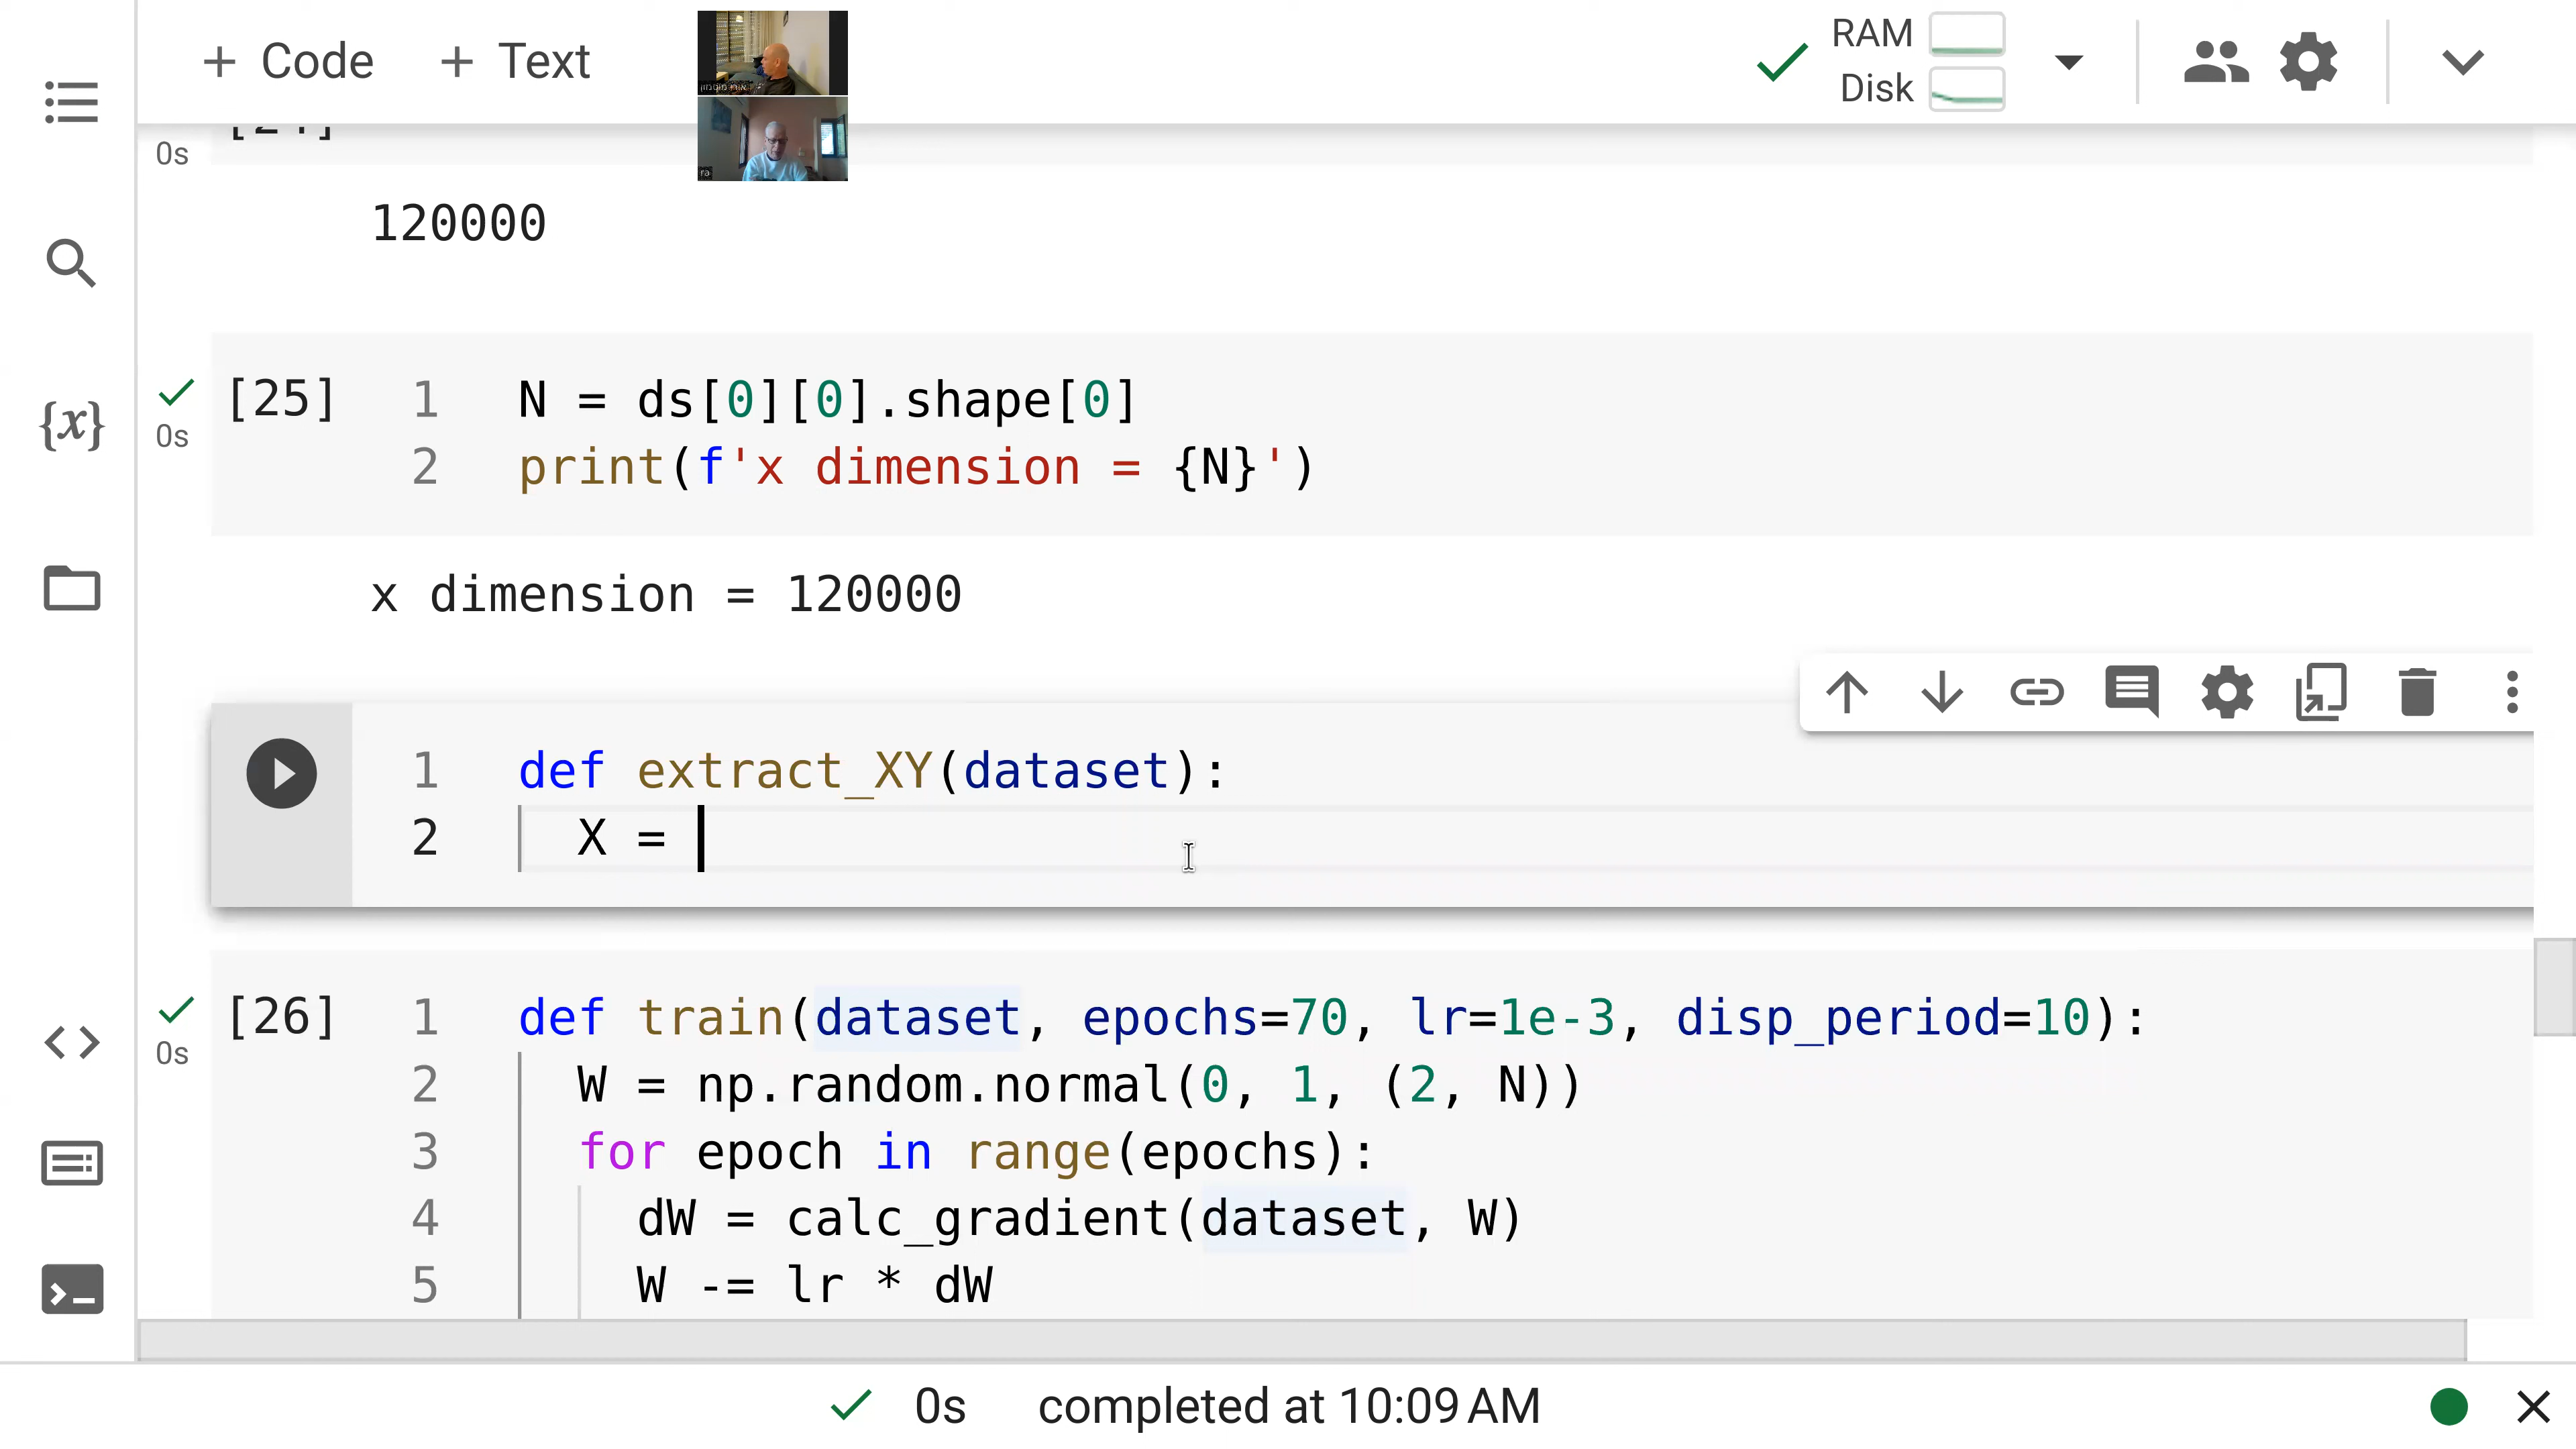 + Code + Text
RAM
Disk
ra
0s
120000
[25]
0s
1 N = ds[0][0].shape[0]
2 print(f'x dimension = {N}')
x dimension = 120000
{x}
1 def extract_XY(dataset):
2 X =
[26]
0s
1 def train(dataset, epochs=70, lr=1e-3, disp_period=10):
2 W = np.random.normal(0, 1, (2, N))
3 for epoch in range(epochs):
4 dW = calc_gradient(dataset, W)
5 W -= lr * dW
0s completed at 10:09 AM